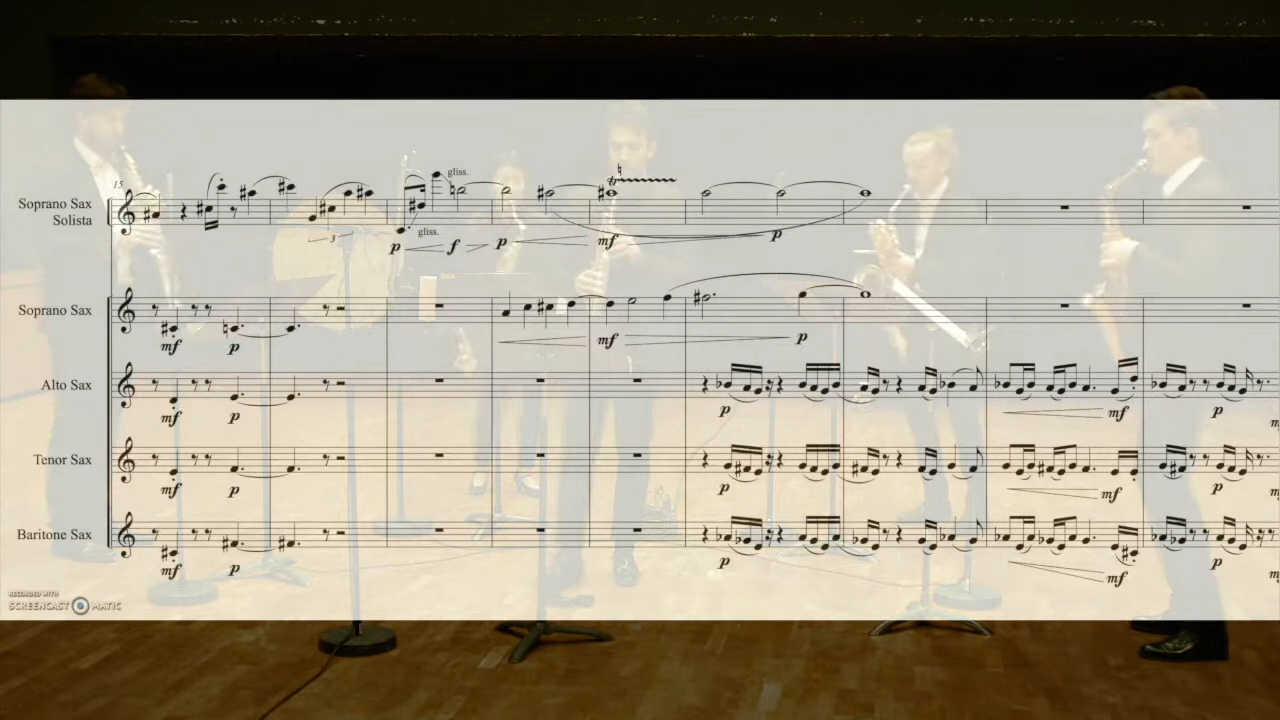 15
gliss.
Soprano Sax
Solista
3
gliss.
p f p mf p
Soprano Sax
mf p mf p
Alto Sax
mf p p mf p m
Tenor Sax
mf p p mf p m
Baritone Sax
mf p p mf p m
RECORDED WITH
SCREENCAST MATIC